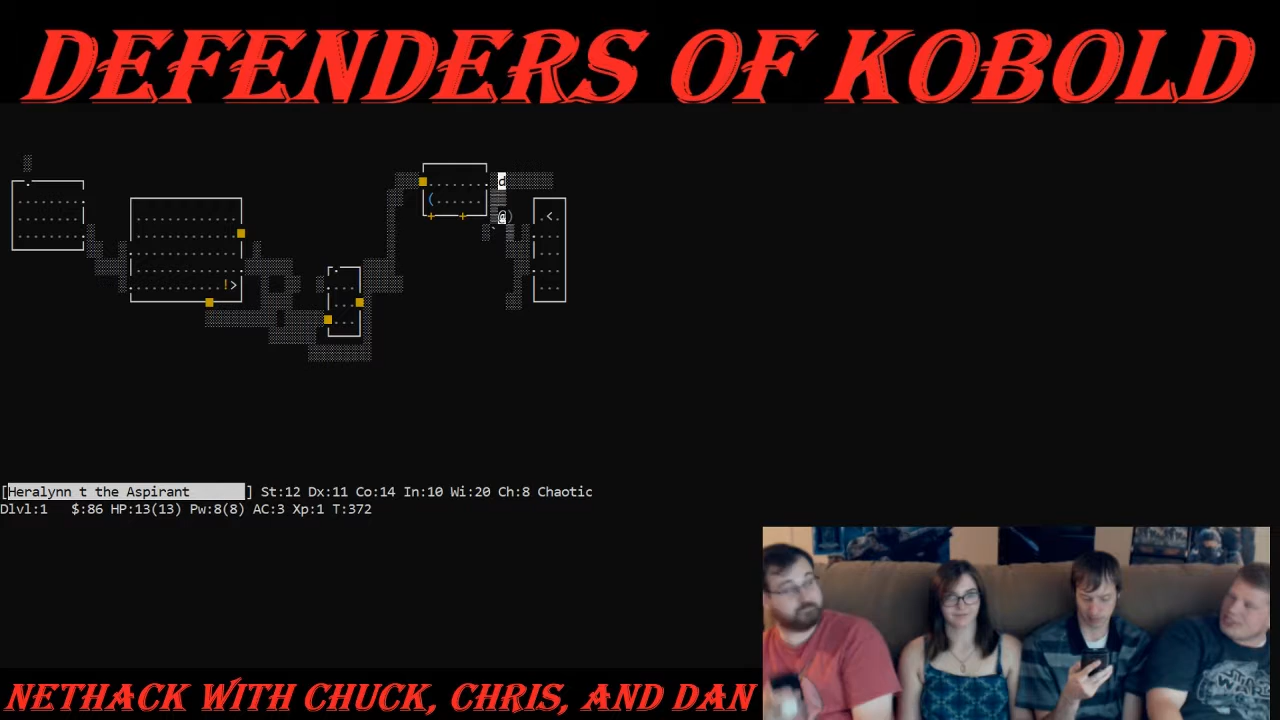 DEFENDERS OF KOBOLD
[Heralynn t the Aspirant ] St:12 Dx:11 Co:14 In:10 Wi:20 Ch:8 Chaotic
Dlvl:1 $:86 HP:13(13) Pw:8(8) AC:3 Xp:1 T:372
NETHACK WITH CHUCK, CHRIS, AND DAN